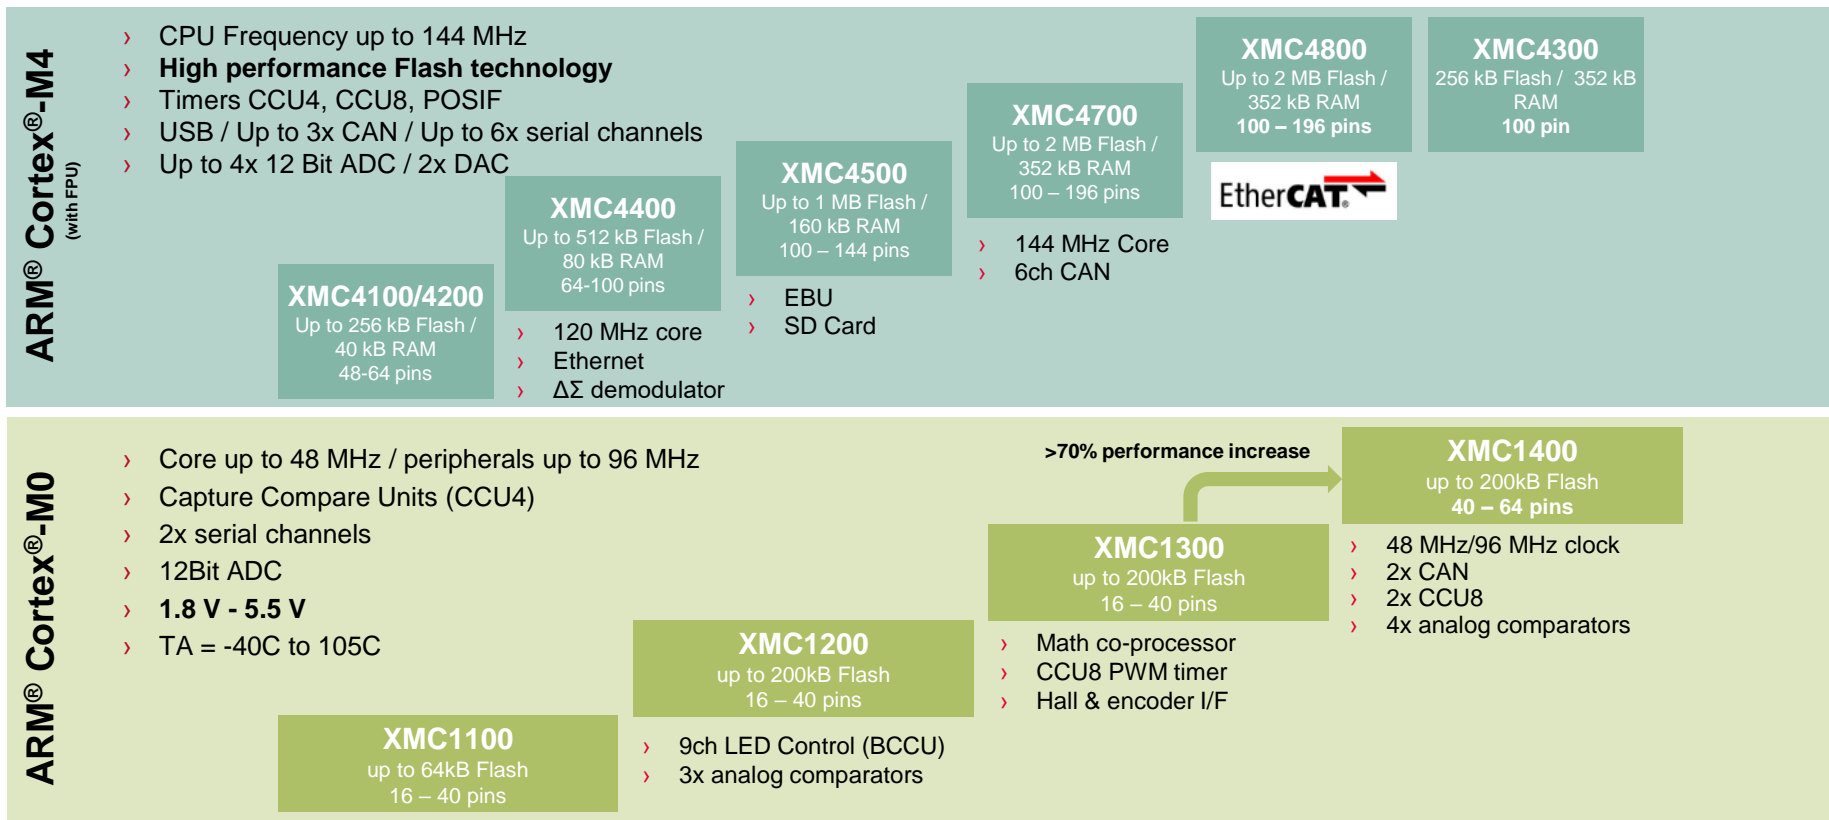 ARM® Cortex®-M4
(with FPU)
› CPU Frequency up to 144 MHz
› High performance Flash technology
› Timers CCU4, CCU8, POSIF
› USB / Up to 3x CAN / Up to 6x serial channels
› Up to 4x 12 Bit ADC / 2x DAC
XMC4100/4200
Up to 256 kB Flash /
40 kB RAM
48-64 pins
XMC4400
Up to 512 kB Flash /
80 kB RAM
64-100 pins
› 120 MHz core
› Ethernet
› ΔΣ demodulator
XMC4500
Up to 1 MB Flash /
160 kB RAM
100 – 144 pins
› EBU
› SD Card
XMC4700
Up to 2 MB Flash /
352 kB RAM
100 – 196 pins
› 144 MHz Core
› 6ch CAN
XMC4800
Up to 2 MB Flash /
352 kB RAM
100 – 196 pins
EtherCAT®
XMC4300
256 kB Flash / 352 kB
RAM
100 pin
ARM® Cortex®-M0
› Core up to 48 MHz / peripherals up to 96 MHz
› Capture Compare Units (CCU4)
› 2x serial channels
› 12Bit ADC
› 1.8 V - 5.5 V
› TA = -40C to 105C
XMC1100
up to 64kB Flash
16 – 40 pins
XMC1200
up to 200kB Flash
16 – 40 pins
› 9ch LED Control (BCCU)
› 3x analog comparators
XMC1300
up to 200kB Flash
16 – 40 pins
› Math co-processor
› CCU8 PWM timer
› Hall & encoder I/F
>70% performance increase
XMC1400
up to 200kB Flash
40 – 64 pins
› 48 MHz/96 MHz clock
› 2x CAN
› 2x CCU8
› 4x analog comparators